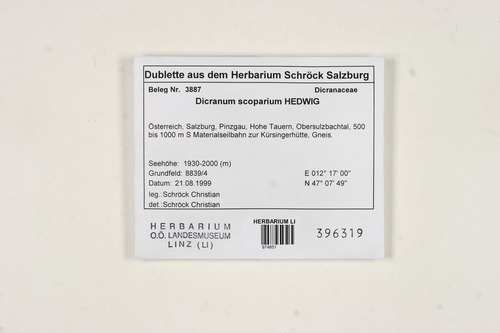 Dublette aus dem Herbarium Schröck Salzburg
Beleg Nr. 3887 Dicranaceae
Dicranum scoparium HEDWIG
Österreich, Salzburg, Pinzgau, Hohe Tauern, Obersulzbachtal, 500
bis 1000 m S Materialseilbahn zur Kürsingerhütte, Gneis.
Seehöhe: 1930-2000 (m)
Grundfeld: 8839/4 E 012° 17' 00"
Datum: 21.08.1999 N 47° 07' 49"
leg.:Schröck Christian
det.:Schröck Christian
HERBARIUM
O.Ö. LANDESMUSEUM
LINZ (LI)
HERBARIUM LI
974851
396319